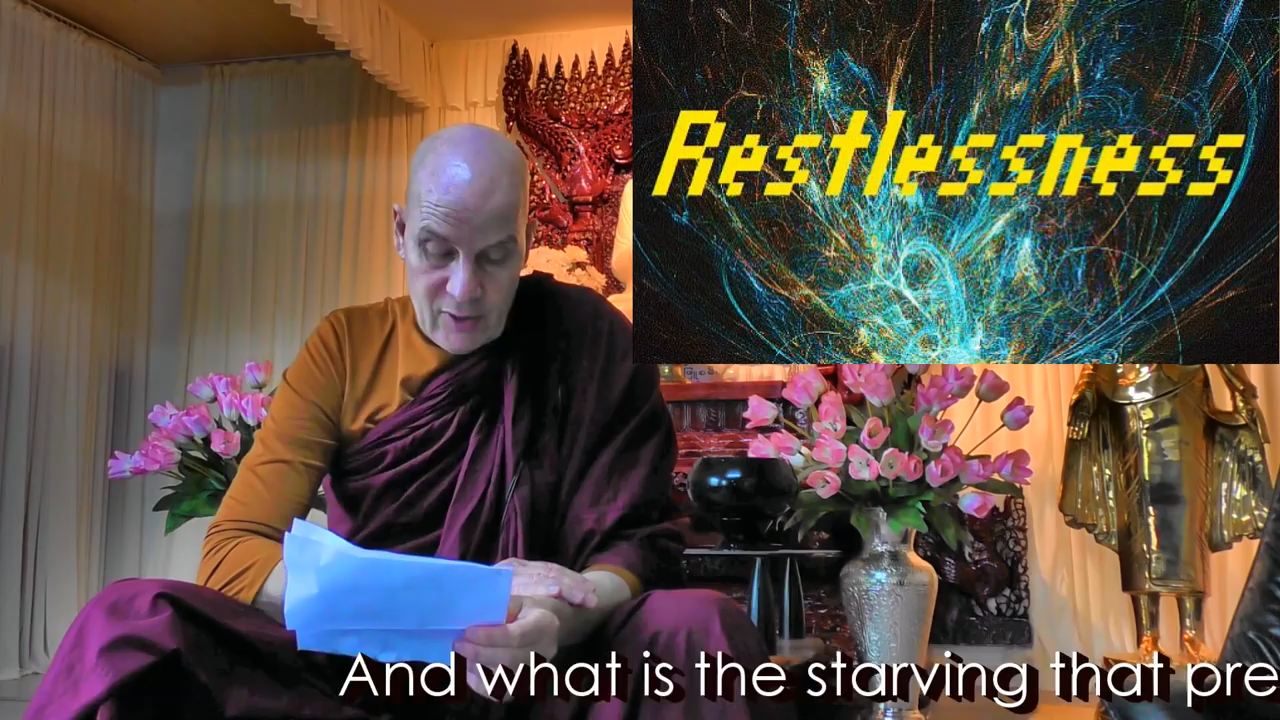 Restlessness
And what is the starving that pre